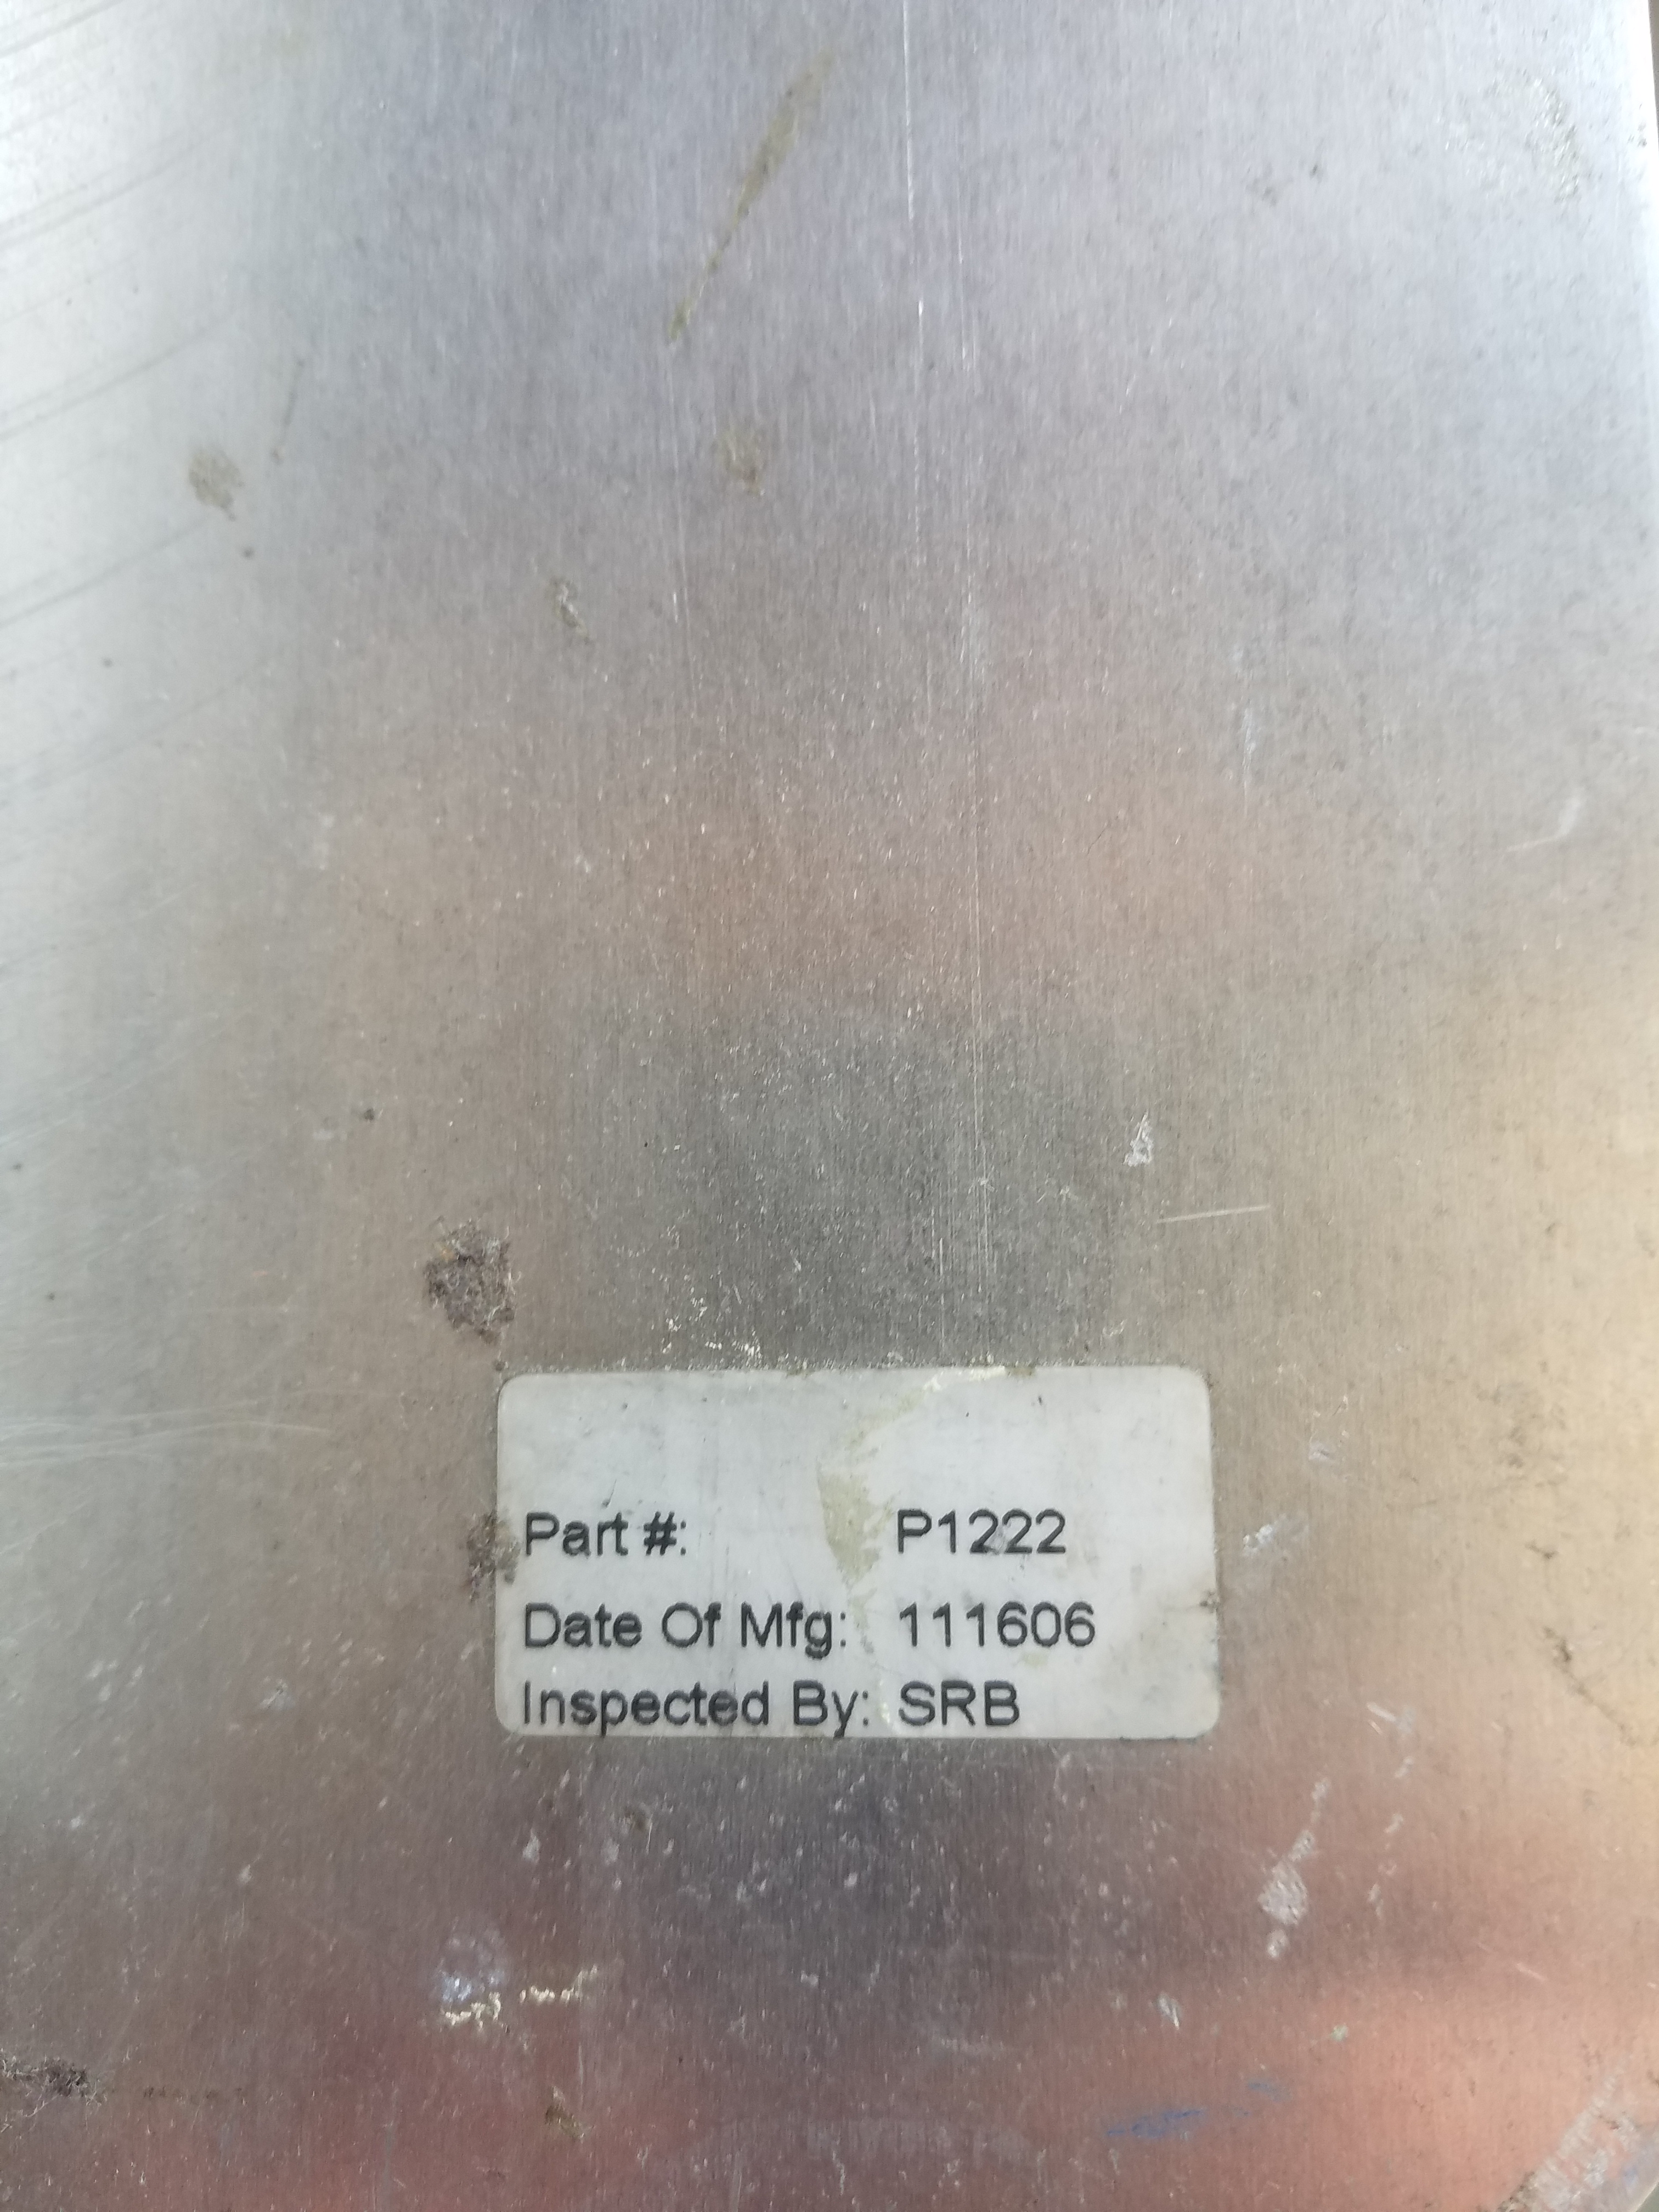 Part #: P1222
Date Of Mfg: 111606
Inspected By: SRB